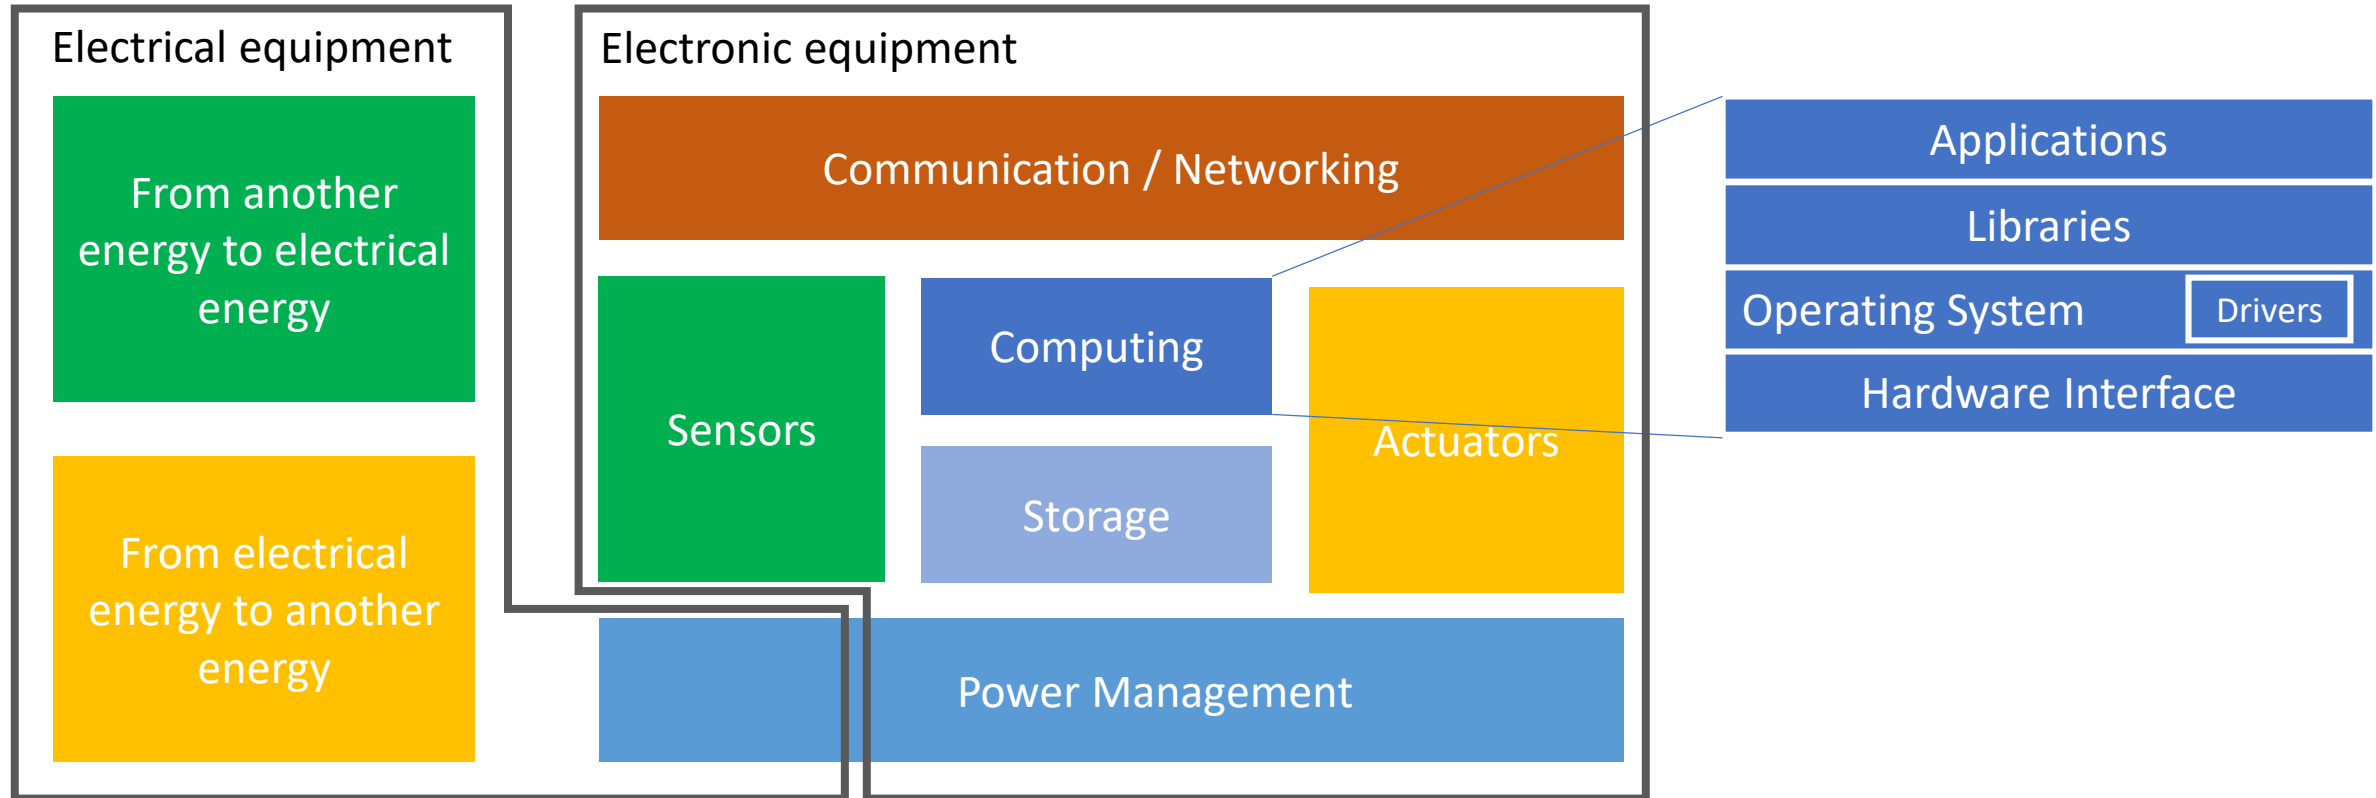 Electrical equipment
From another
energy to electrical
energy
From electrical
energy to another
energy
Electronic equipment
Communication / Networking
Sensors
Computing
Storage
Actuators
Power Management
Applications
Libraries
Operating System
Drivers
Hardware Interface